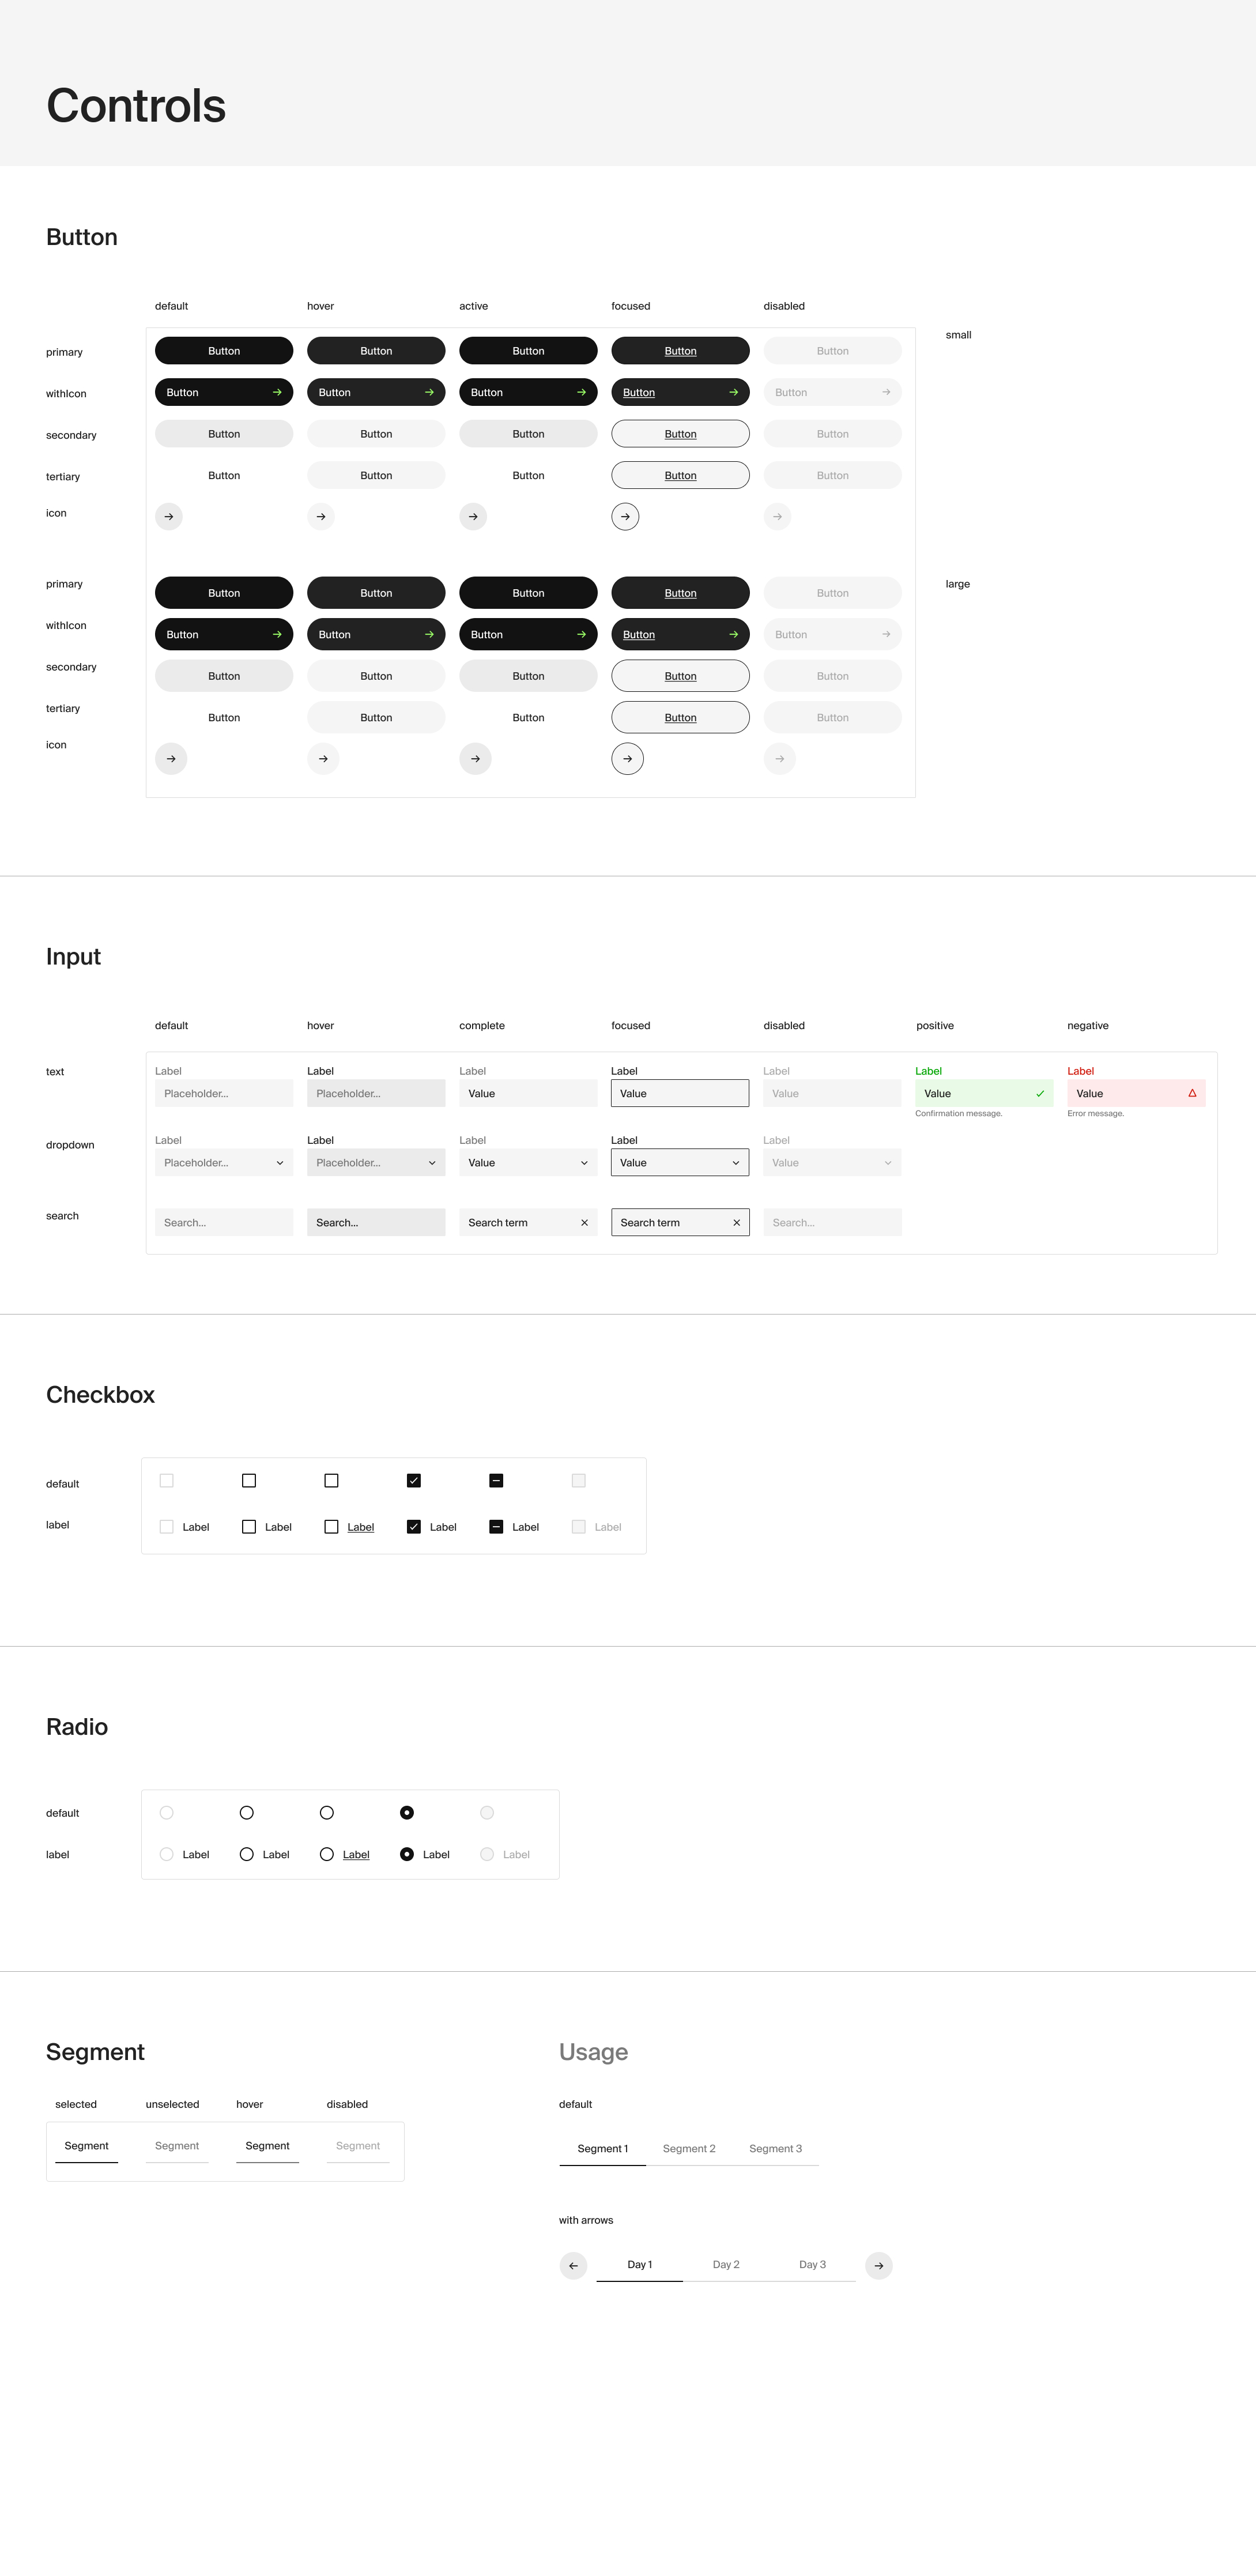 Controls
Button
default hover active focused disabled
small
primary Button Button Button Button Button
withIcon Button Button Button Button Button
secondary Button Button Button Button Button
tertiary Button Button Button Button Button
icon
primary Button Button Button Button Button
large
withIcon Button Button Button Button Button
secondary Button Button Button Button Button
tertiary Button Button Button Button Button
icon
Input
default hover complete focused disabled positive negative
text Label Label Label Label Label Label Label
Placeholder... Placeholder... Value Value Value Value Value
Confirmation message. Error message.
dropdown Label Label Label Label Label
Placeholder... Placeholder... Value Value Value
search Search... Search... Search term Search term Search...
Checkbox
default
label Label Label Label Label Label Label
Radio
default
label Label Label Label Label Label
Segment
selected unselected hover disabled
Segment Segment Segment Segment
Usage
default
Segment 1 Segment 2 Segment 3
with arrows
Day 1 Day 2 Day 3